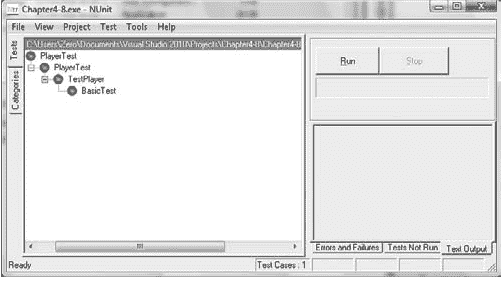 Chapter4-8.exe - NUnit
File View Project Test Tools Help
Tests
Categories
C:\Users\Zero\Documents\Visual Studio 2010\Projects\Chapter4-8\Chapter4-8
PlayerTest
PlayerTest
TestPlayer
BasicTest
Run Stop
Errors and Failures Tests Not Run Text Output
Ready Test Cases : 1